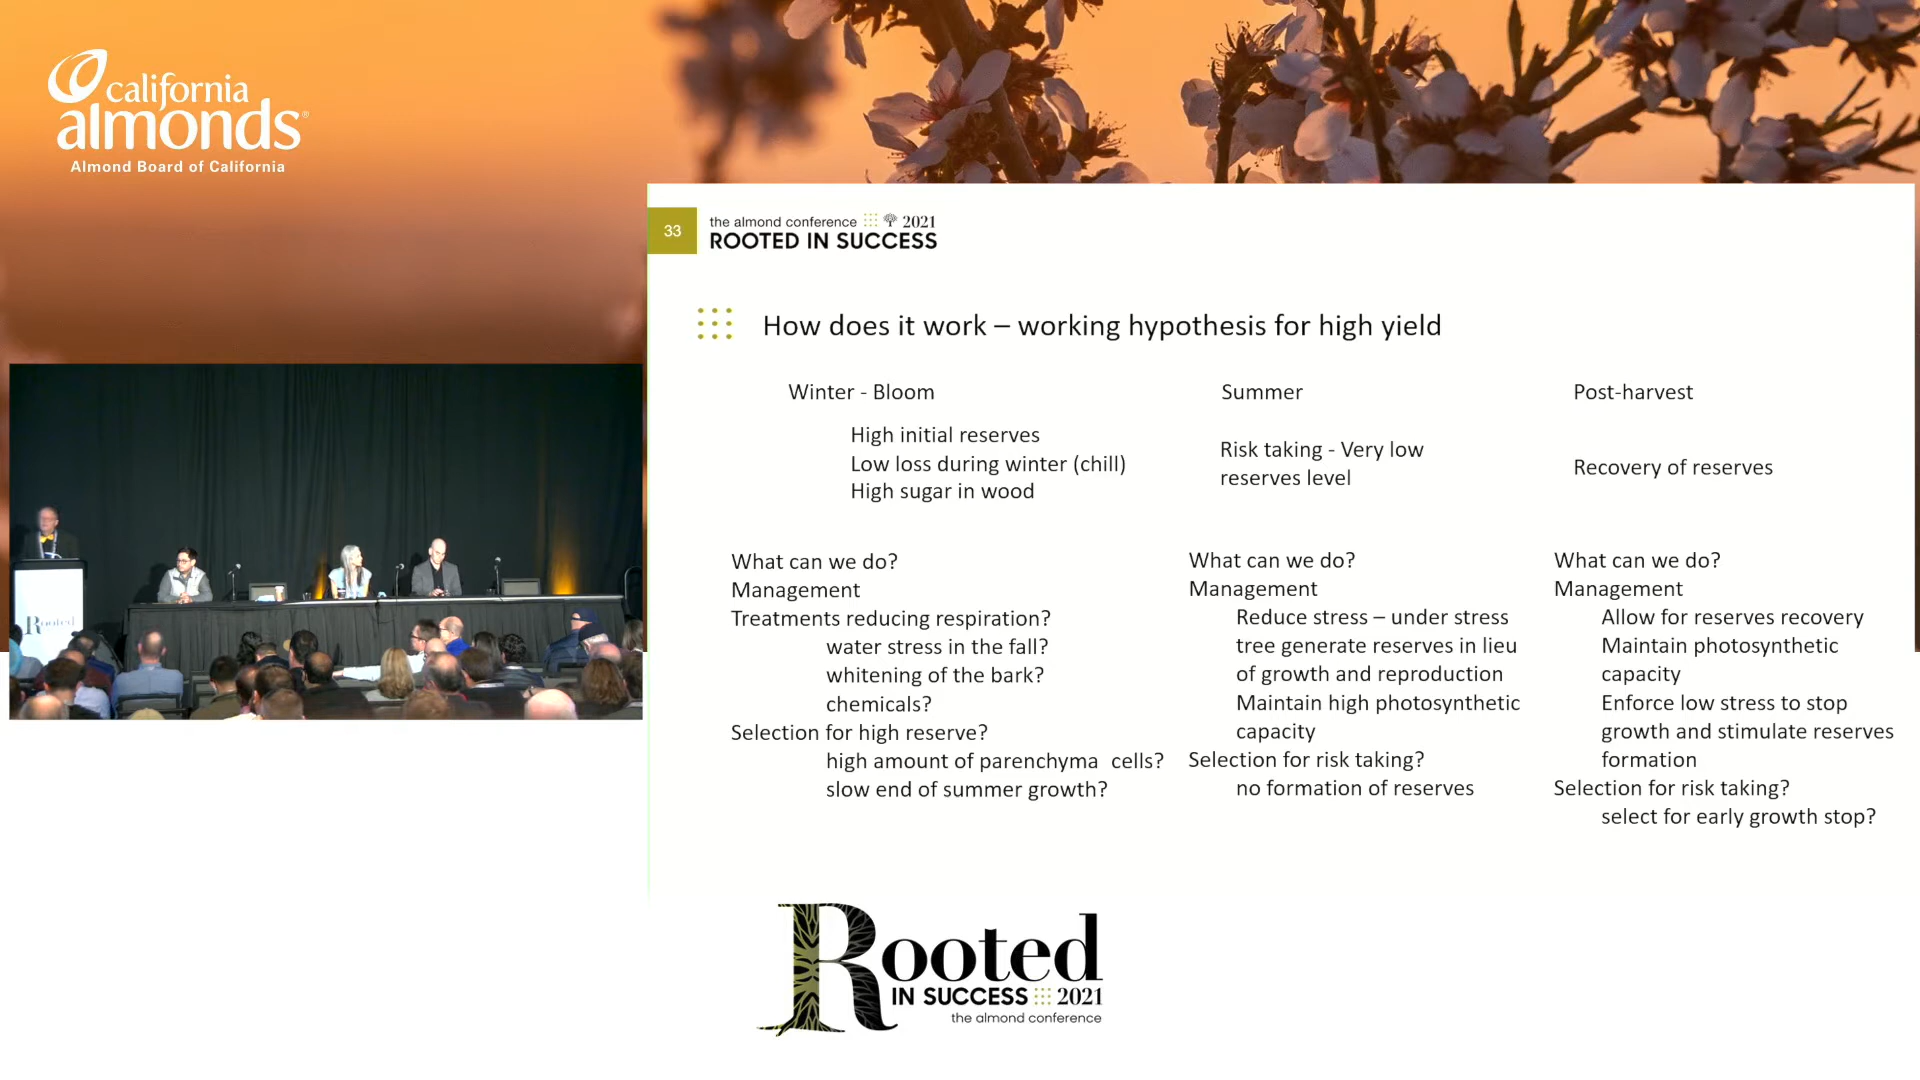 california
almonds®
Almond Board of California
33
the almond conference 2021
ROOTED IN SUCCESS
How does it work – working hypothesis for high yield
Winter - Bloom
High initial reserves
Low loss during winter (chill)
High sugar in wood
What can we do?
Management
Treatments reducing respiration?
water stress in the fall?
whitening of the bark?
chemicals?
Selection for high reserve?
high amount of parenchyma cells?
slow end of summer growth?
Summer
Risk taking - Very low
reserves level
What can we do?
Management
Reduce stress – under stress
tree generate reserves in lieu
of growth and reproduction
Maintain high photosynthetic
capacity
Selection for risk taking?
no formation of reserves
Post-harvest
Recovery of reserves
What can we do?
Management
Allow for reserves recovery
Maintain photosynthetic
capacity
Enforce low stress to stop
growth and stimulate reserves
formation
Selection for risk taking?
select for early growth stop?
Rooted
Rooted
IN SUCCESS 2021
the almond conference